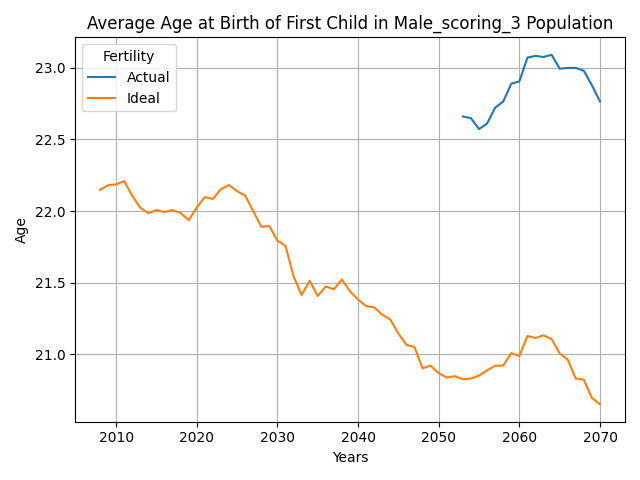 Average Age at Birth of First Child in Male_scoring_3 Population
Fertility
Actual
Ideal
23.0
22.5
22.0
21.5
21.0
Age
2010 2020 2030 2040 2050 2060 2070
Years